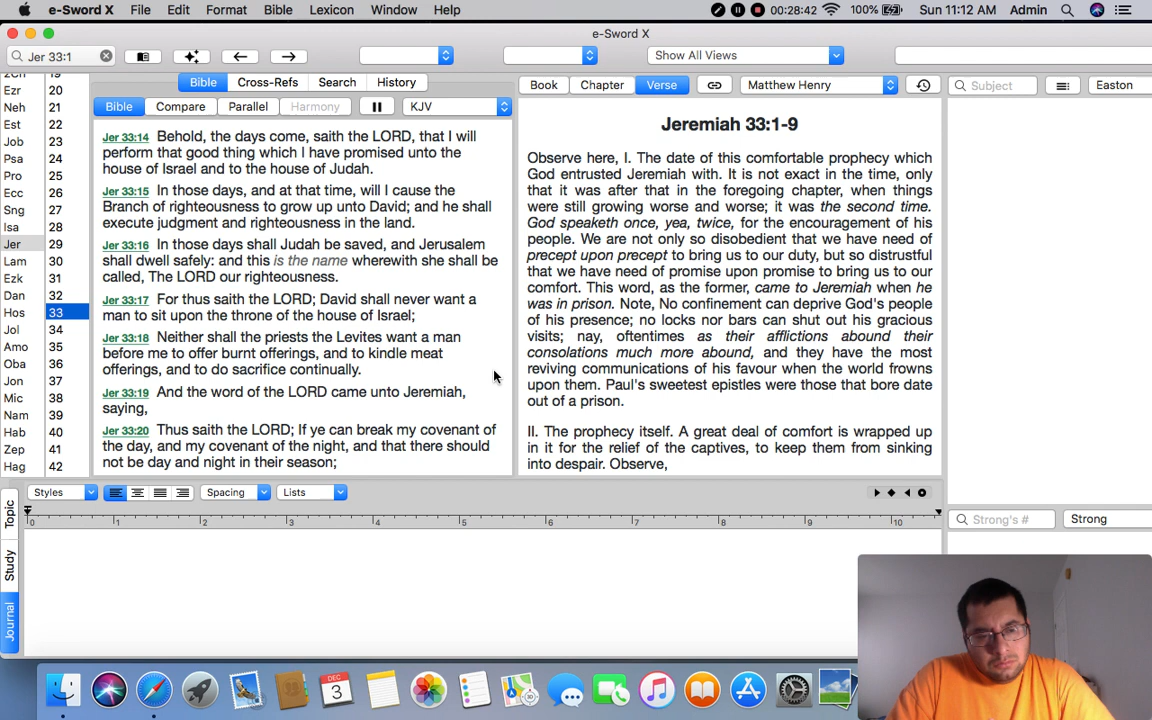 e-Sword X File Edit Format Bible Lexicon Window Help 00:28:42 100% Sun 11:12 AM Admin
e-Sword X
Jer 33:1 Show All Views
Bible Cross-Refs Search History
Book Chapter Verse Matthew Henry Subject Easton
Bible Compare Parallel Harmony KJV
19
Ezr 20
Neh 21
Est 22
Job 23
Psa 24
Pro 25
Ecc 26
Sng 27
Isa 28
Jer 29
Lam 30
Ezk 31
Dan 32
Hos 33
Jol 34
Amo 35
Oba 36
Jon 37
Mic 38
Nam 39
Hab 40
Zep 41
Hag 42
Jer 33:14 Behold, the days come, saith the LORD, that I will
perform that good thing which I have promised unto the
house of Israel and to the house of Judah.
Jer 33:15 In those days, and at that time, will I cause the
Branch of righteousness to grow up unto David; and he shall
execute judgment and righteousness in the land.
Jer 33:16 In those days shall Judah be saved, and Jerusalem
shall dwell safely: and this is the name wherewith she shall be
called, The LORD our righteousness.
Jer 33:17 For thus saith the LORD; David shall never want a
man to sit upon the throne of the house of Israel;
Jer 33:18 Neither shall the priests the Levites want a man
before me to offer burnt offerings, and to kindle meat
offerings, and to do sacrifice continually.
Jer 33:19 And the word of the LORD came unto Jeremiah,
saying,
Jer 33:20 Thus saith the LORD; If ye can break my covenant of
the day, and my covenant of the night, and that there should
not be day and night in their season;
Jeremiah 33:1-9
Observe here, I. The date of this comfortable prophecy which
God entrusted Jeremiah with. It is not exact in the time, only
that it was after that in the foregoing chapter, when things
were still growing worse and worse; it was the second time.
God speaketh once, yea, twice, for the encouragement of his
people. We are not only so disobedient that we have need of
precept upon precept to bring us to our duty, but so distrustful
that we have need of promise upon promise to bring us to our
comfort. This word, as the former, came to Jeremiah when he
was in prison. Note, No confinement can deprive God's people
of his presence; no locks nor bars can shut out his gracious
visits; nay, oftentimes as their afflictions abound their
consolations much more abound, and they have the most
reviving communications of his favour when the world frowns
upon them. Paul's sweetest epistles were those that bore date
out of a prison.
II. The prophecy itself. A great deal of comfort is wrapped up
in it for the relief of the captives, to keep them from sinking
into despair. Observe,
Styles Spacing Lists
0 1 2 3 4 5 6 7 8 9 10
Strong's # Strong
Topic
Study
Journal
DEC
3